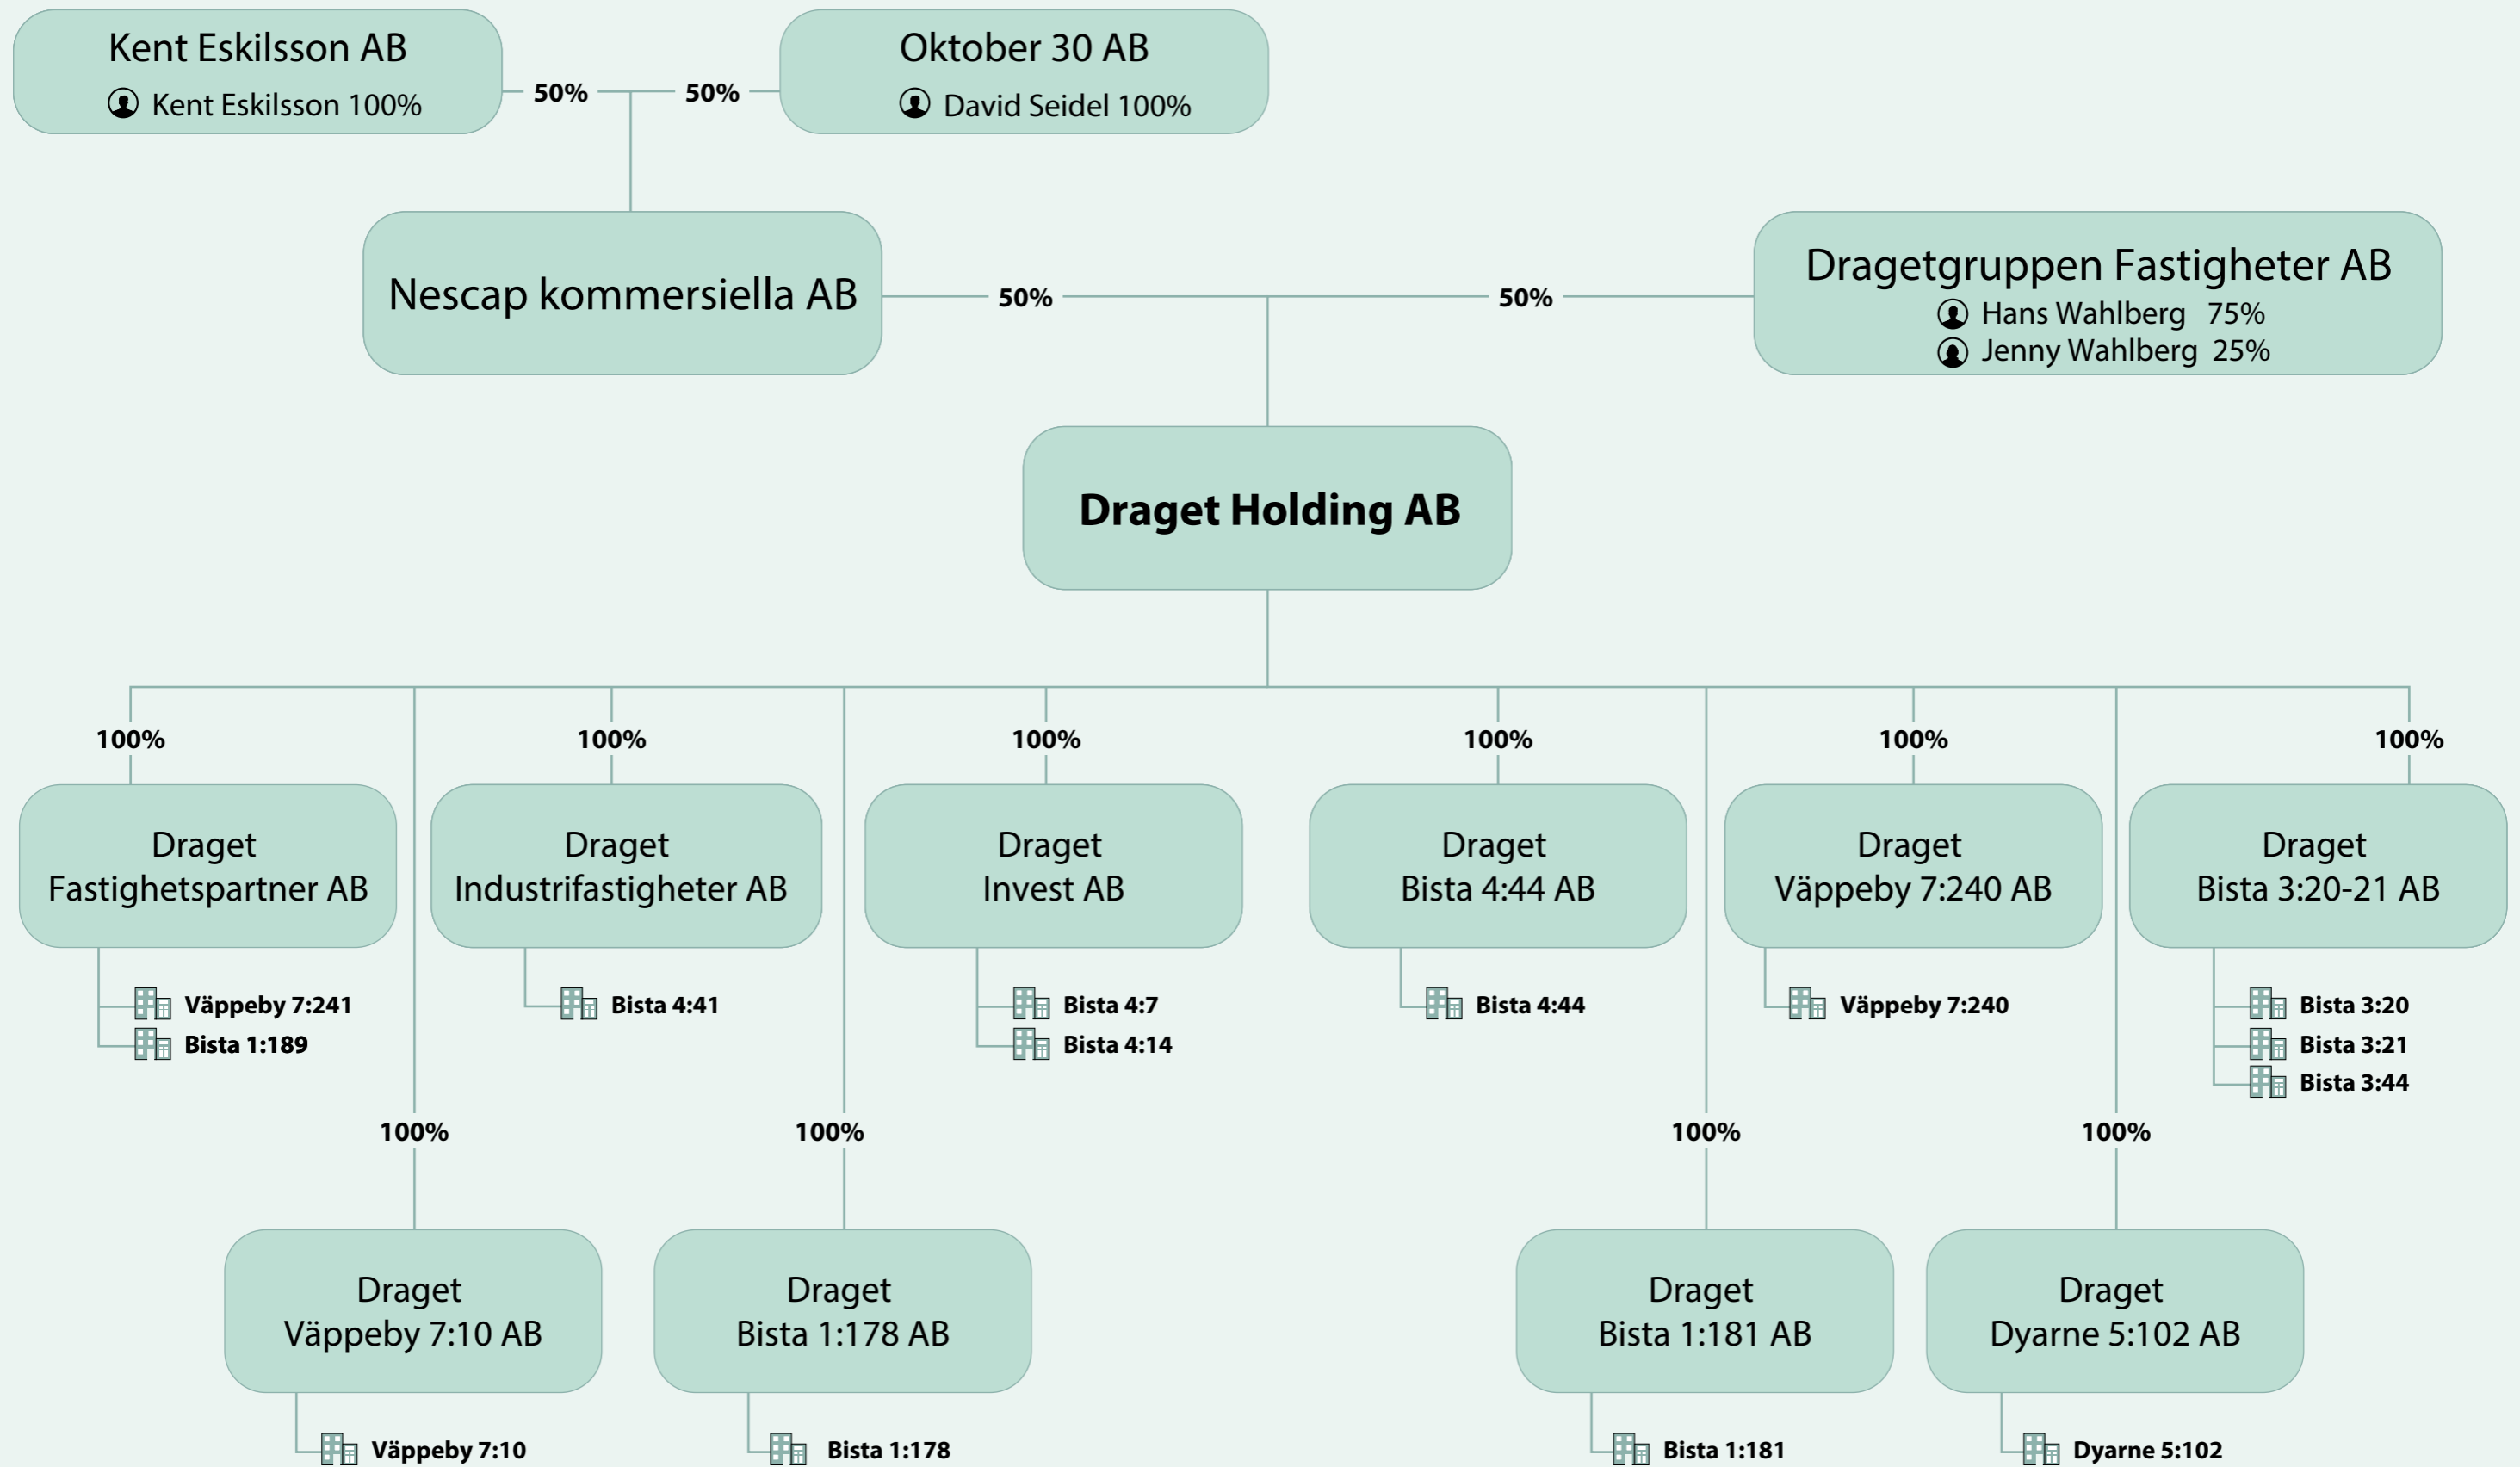 Kent Eskilsson AB
Kent Eskilsson 100%
50%
50%
Oktober 30 AB
David Seidel 100%
Nescap kommersiella AB
50%
50%
Dragetgruppen Fastigheter AB
Hans Wahlberg 75%
Jenny Wahlberg 25%
Draget Holding AB
100%
100%
100%
100%
100%
100%
Draget
Fastighetspartner AB
Draget
Industrifastigheter AB
Draget
Invest AB
Draget
Bista 4:44 AB
Draget
Väppeby 7:240 AB
Draget
Bista 3:20-21 AB
Väppeby 7:241
Bista 1:189
Bista 4:41
Bista 4:7
Bista 4:14
Bista 4:44
Väppeby 7:240
Bista 3:20
Bista 3:21
Bista 3:44
100%
100%
100%
100%
Draget
Väppeby 7:10 AB
Draget
Bista 1:178 AB
Draget
Bista 1:181 AB
Draget
Dyarne 5:102 AB
Väppeby 7:10
Bista 1:178
Bista 1:181
Dyarne 5:102